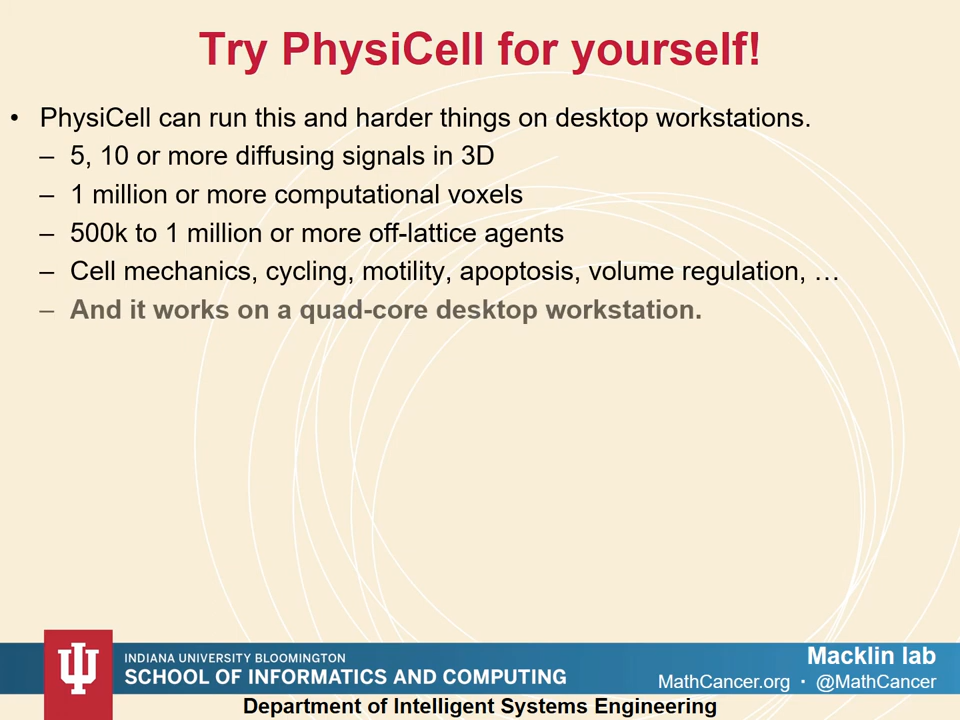 Try PhysiCell for yourself!
• PhysiCell can run this and harder things on desktop workstations.
– 5, 10 or more diffusing signals in 3D
– 1 million or more computational voxels
– 500k to 1 million or more off-lattice agents
– Cell mechanics, cycling, motility, apoptosis, volume regulation, …
– And it works on a quad-core desktop workstation.
INDIANA UNIVERSITY BLOOMINGTON
SCHOOL OF INFORMATICS AND COMPUTING
Macklin lab
MathCancer.org · @MathCancer
Department of Intelligent Systems Engineering